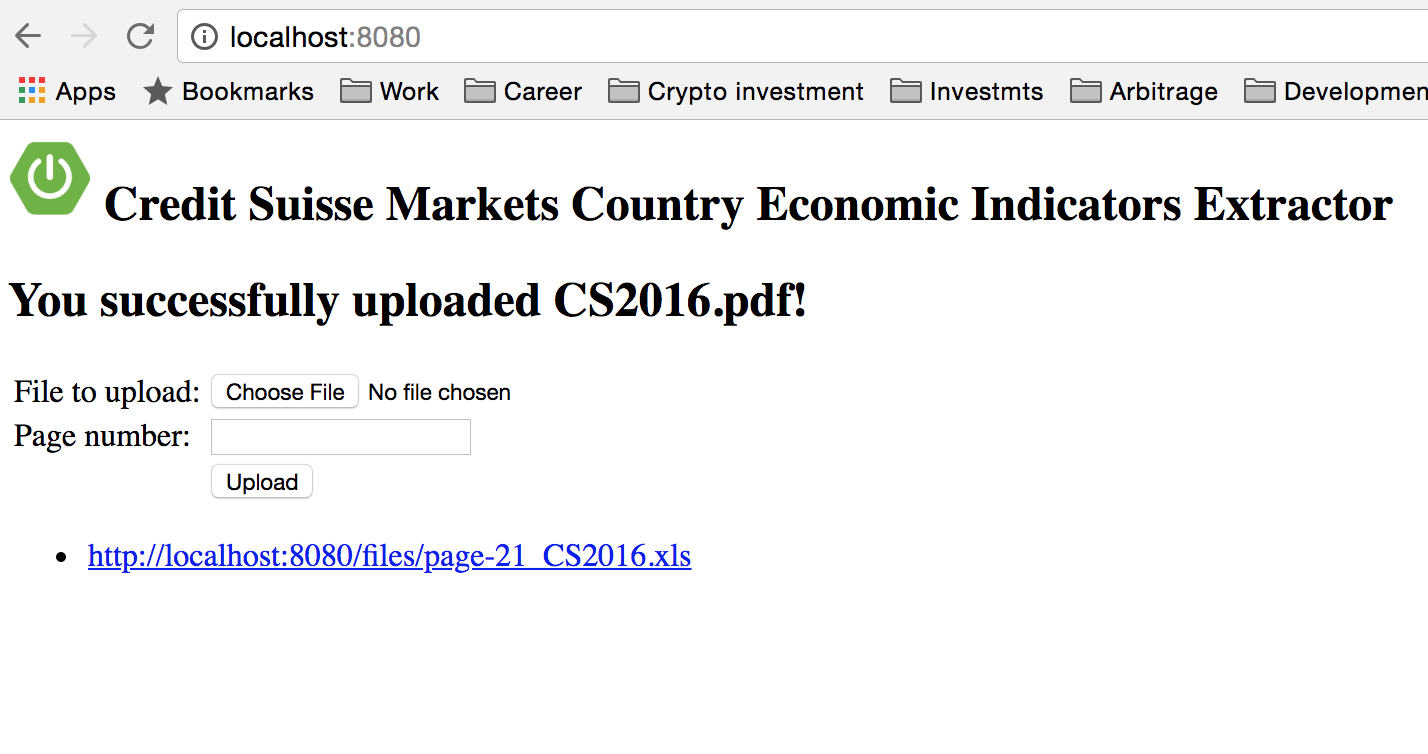 localhost:8080
Apps Bookmarks Work Career Crypto investment Investmts Arbitrage Developmen
Credit Suisse Markets Country Economic Indicators Extractor
You successfully uploaded CS2016.pdf!
File to upload: Choose File No file chosen
Page number:
Upload
http://localhost:8080/files/page-21_CS2016.xls